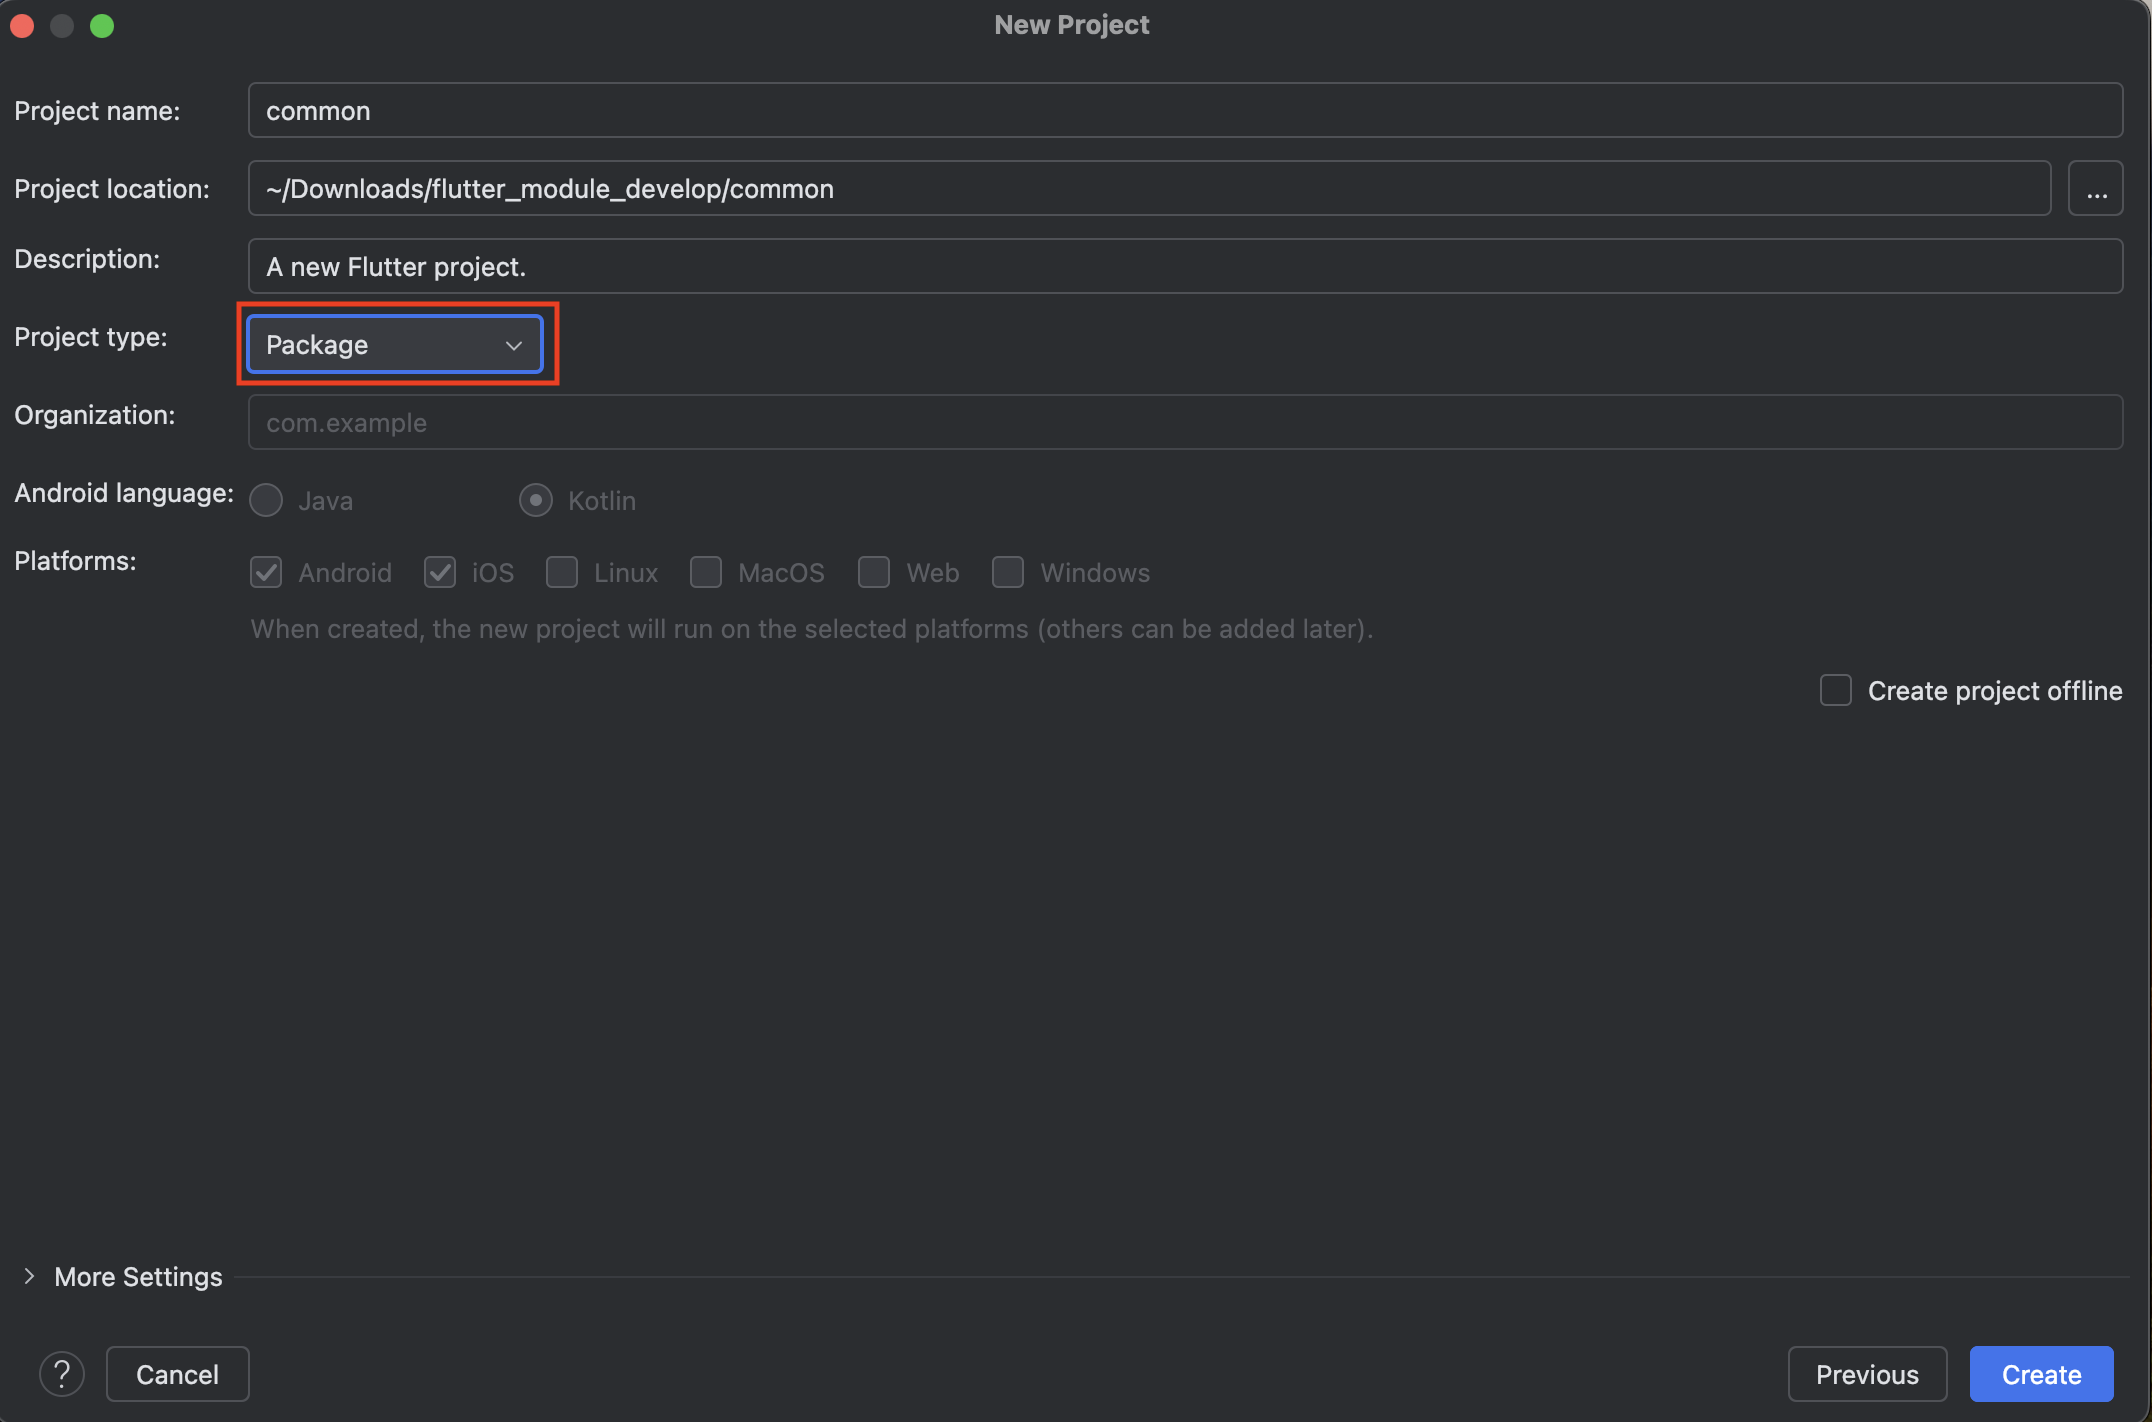 New Project
Project name: common
Project location: ~/Downloads/flutter_module_develop/common ...
Description: A new Flutter project.
Project type: Package
Organization: com.example
Android language: Java Kotlin
Platforms: Android iOS Linux MacOS Web Windows
When created, the new project will run on the selected platforms (others can be added later).
Create project offline
More Settings
? Cancel Previous Create